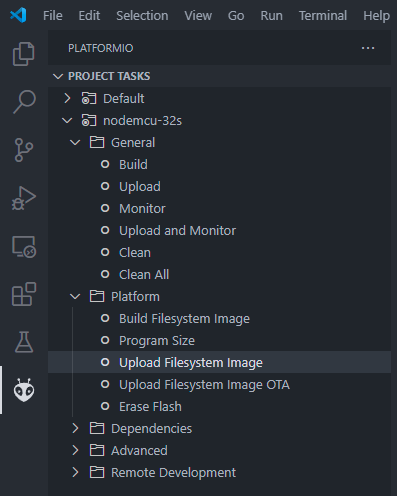 File Edit Selection View Go Run Terminal Help
PLATFORMIO
PROJECT TASKS
Default
nodemcu-32s
General
Build
Upload
Monitor
Upload and Monitor
Clean
Clean All
Platform
Build Filesystem Image
Program Size
Upload Filesystem Image
Upload Filesystem Image OTA
Erase Flash
Dependencies
Advanced
Remote Development